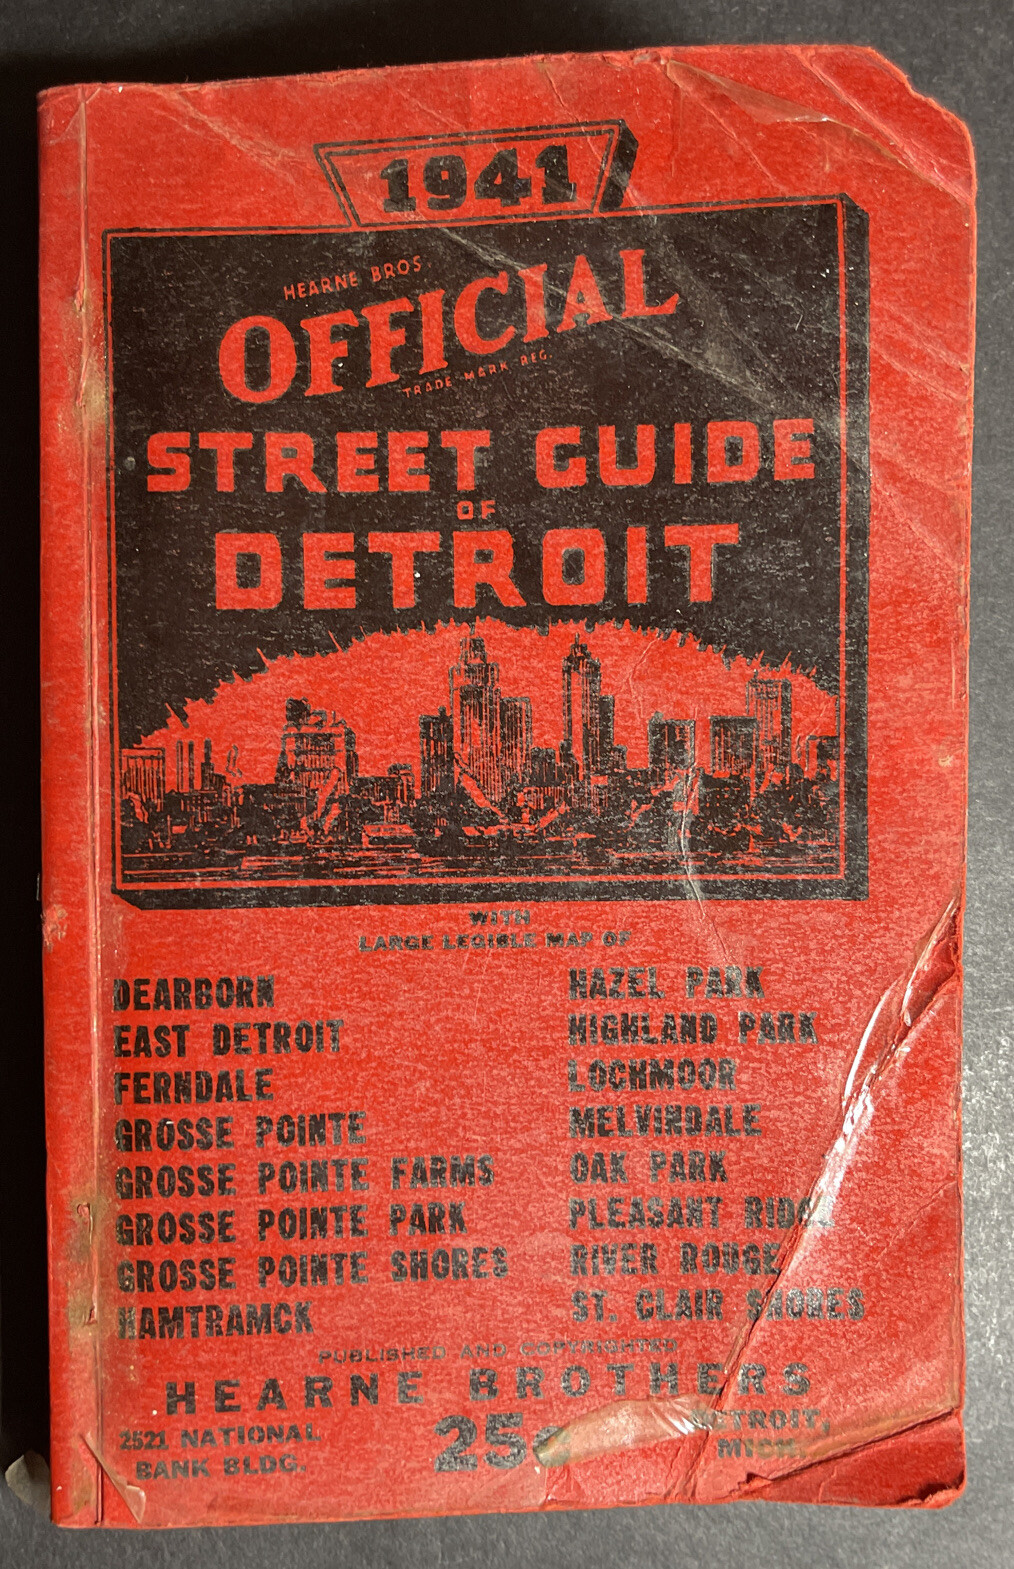 1941
HEARNE BROS.
OFFICIAL
TRADE MARK REG.
STREET GUIDE
OF
DETROIT
WITH
LARGE LEGIBLE MAP OF
DEARBORN
EAST DETROIT
FERNDALE
GROSSE POINTE
GROSSE POINTE FARMS
GROSSE POINTE PARK
GROSSE POINTE SHORES
HAMTRAMCK
HAZEL PARK
HIGHLAND PARK
LOCHMOOR
MELVINDALE
OAK PARK
PLEASANT RIDGE
RIVER ROUGE
ST. CLAIR SHORES
PUBLISHED AND COPYRIGHTED
HEARNE BROTHERS
2521 NATIONAL
BANK BLDG.
25¢
DETROIT,
MICH.